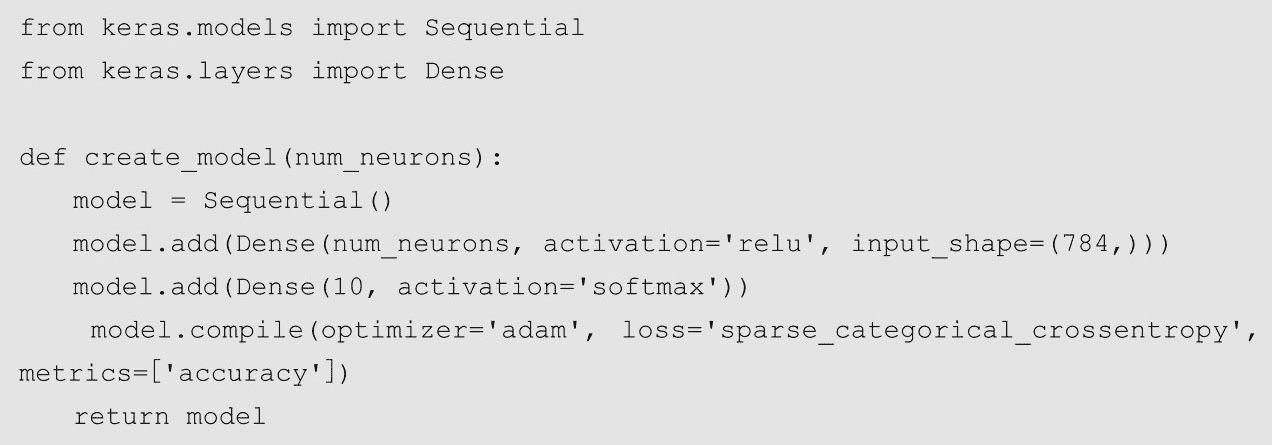 from keras.models import Sequential
from keras.layers import Dense

def create_model(num_neurons):
    model = Sequential()
    model.add(Dense(num_neurons, activation='relu', input_shape=(784,)))
    model.add(Dense(10, activation='softmax'))
     model.compile(optimizer='adam', loss='sparse_categorical_crossentropy',
metrics=['accuracy'])
    return model